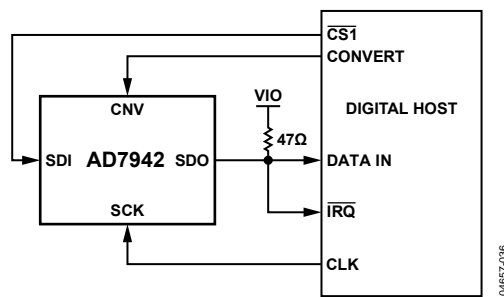 CS1
CONVERT
CNV
VIO
DIGITAL HOST
47Ω
SDI
AD7942
SDO
DATA IN
SCK
IRQ
CLK
04657-036